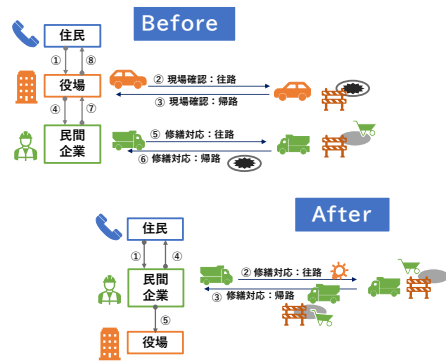 Before
住民
① ⑧
役場
② 現場確認：往路
③ 現場確認：帰路
④ ⑦
民間
企業
⑤ 修繕対応：往路
⑥ 修繕対応：帰路
After
住民
① ④
民間
企業
② 修繕対応：往路
③ 修繕対応：帰路
⑤
役場